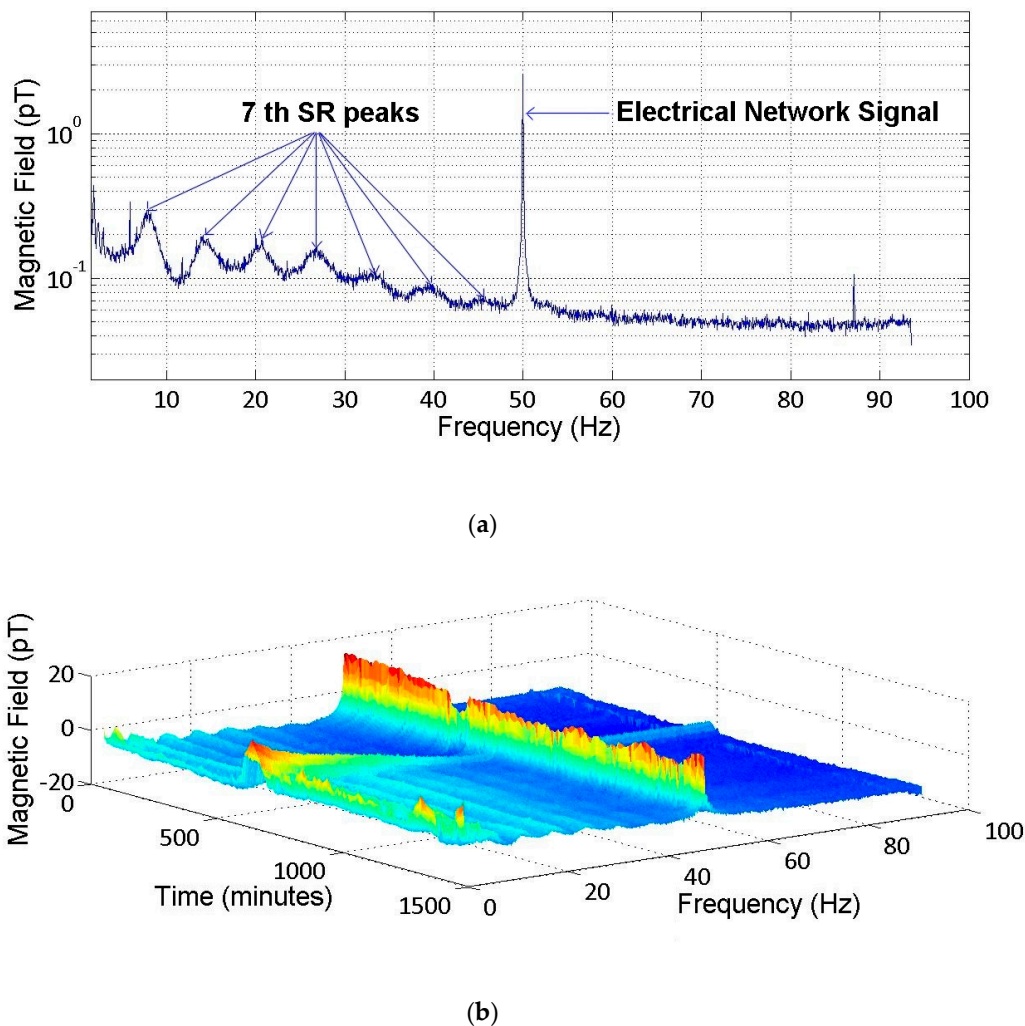 7 th SR peaks
Electrical Network Signal
Magnetic Field (pT)
10^0
10^-1
10 20 30 40 50 60 70 80 90 100
Frequency (Hz)
(a)
Magnetic Field (pT)
20
0
-20
0
500
1000
1500
Time (minutes)
0
20
40
60
80
100
Frequency (Hz)
(b)